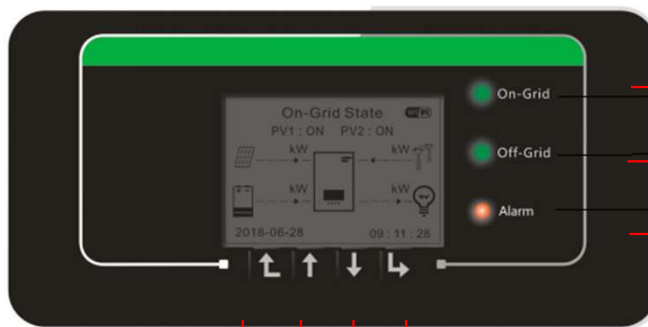 On-Grid State WiFi
PV1 : ON PV2 : ON
kW kW
kW kW
2018-06-28 09 : 11 : 28
On-Grid
Off-Grid
Alarm